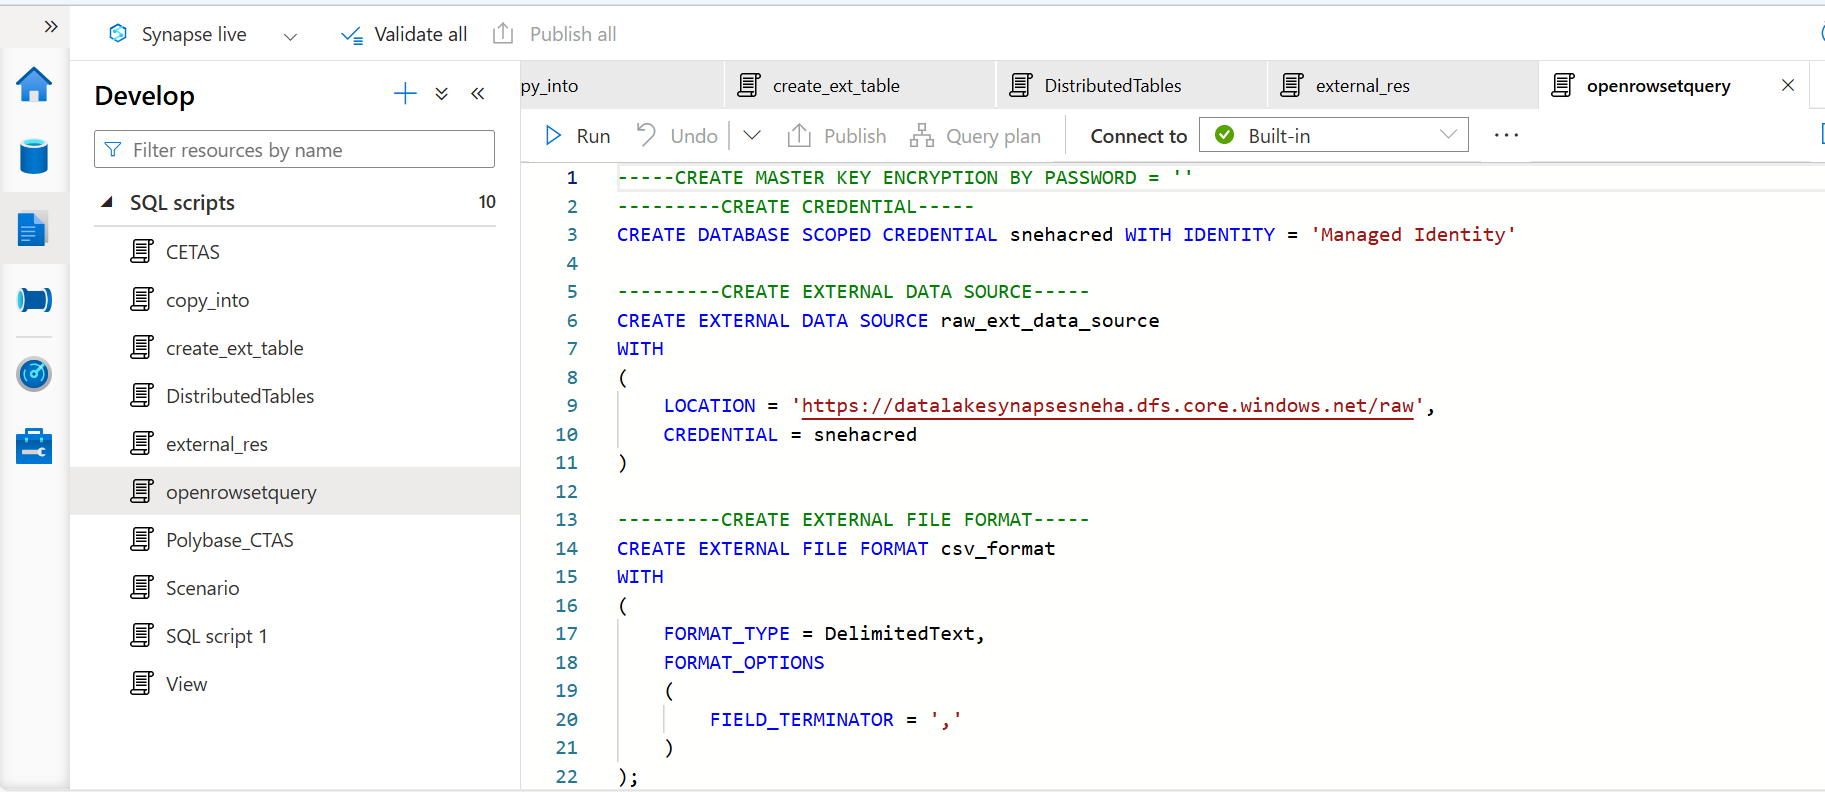 Synapse live
Validate all
Publish all
Develop
Filter resources by name
SQL scripts 10
CETAS
copy_into
create_ext_table
DistributedTables
external_res
openrowsetquery
Polybase_CTAS
Scenario
SQL script 1
View
py_into
create_ext_table
DistributedTables
external_res
openrowsetquery
Run
Undo
Publish
Query plan
Connect to
Built-in
1 -----CREATE MASTER KEY ENCRYPTION BY PASSWORD = ''
2 ---------CREATE CREDENTIAL-----
3 CREATE DATABASE SCOPED CREDENTIAL snehacred WITH IDENTITY = 'Managed Identity'
4
5 ---------CREATE EXTERNAL DATA SOURCE-----
6 CREATE EXTERNAL DATA SOURCE raw_ext_data_source
7 WITH
8 (
9 LOCATION = 'https://datalakesynapsesneha.dfs.core.windows.net/raw',
10 CREDENTIAL = snehacred
11 )
12
13 ---------CREATE EXTERNAL FILE FORMAT-----
14 CREATE EXTERNAL FILE FORMAT csv_format
15 WITH
16 (
17 FORMAT_TYPE = DelimitedText,
18 FORMAT_OPTIONS
19 (
20 FIELD_TERMINATOR = ','
21 )
22 );